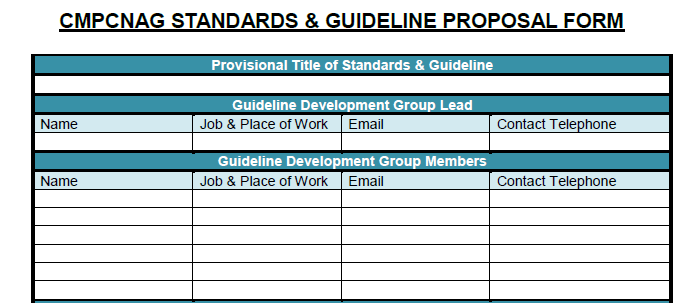 CMPCNAG STANDARDS & GUIDELINE PROPOSAL FORM
Provisional Title of Standards & Guideline
Guideline Development Group Lead
Name Job & Place of Work Email Contact Telephone
Guideline Development Group Members
Name Job & Place of Work Email Contact Telephone